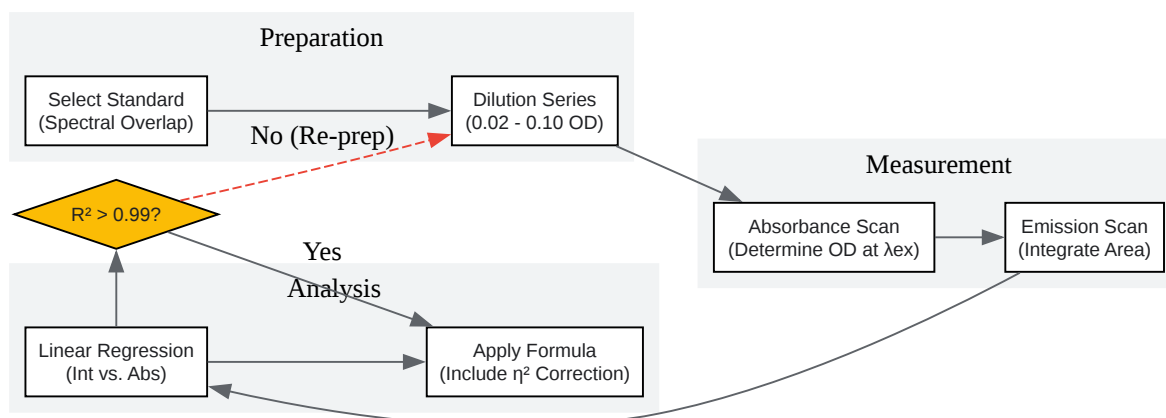 Preparation
Select Standard
(Spectral Overlap)
Dilution Series
(0.02 - 0.10 OD)
No (Re-prep)
Measurement
Absorbance Scan
(Determine OD at λex)
Emission Scan
(Integrate Area)
R² > 0.99?
Yes
Analysis
Linear Regression
(Int vs. Abs)
Apply Formula
(Include η² Correction)